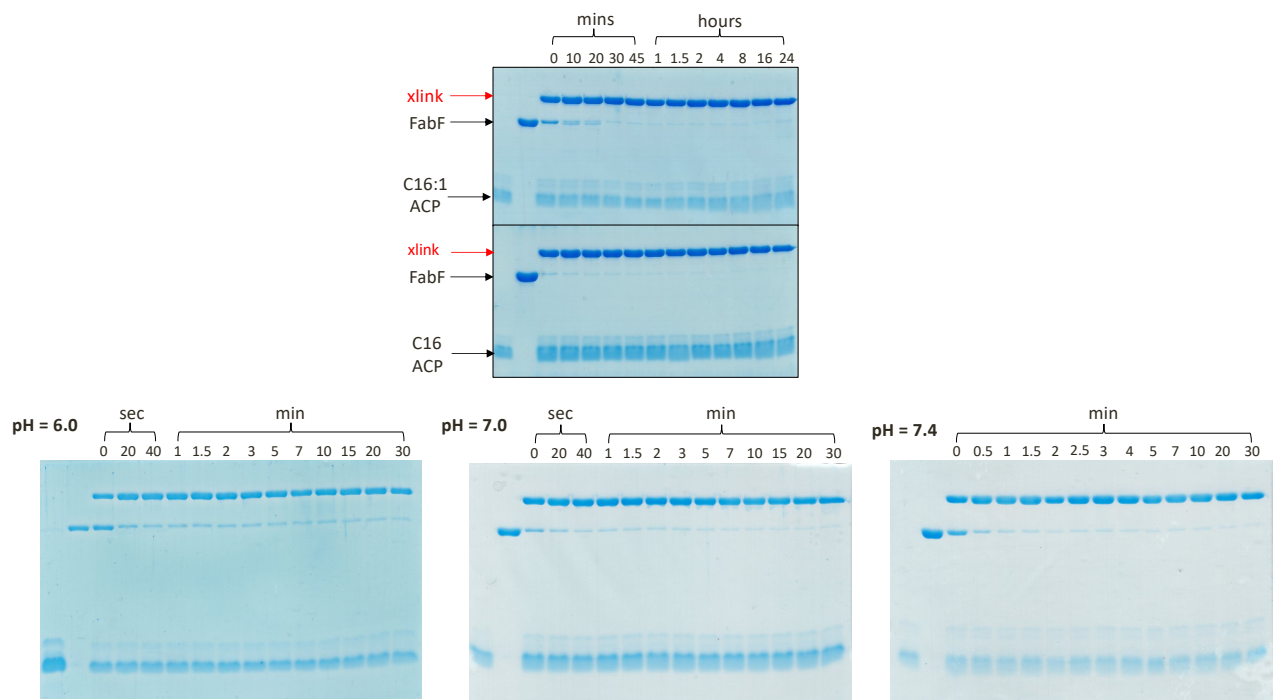 mins hours
0 10 20 30 45 1 1.5 2 4 8 16 24
xlink
FabF
C16:1
ACP
xlink
FabF
C16
ACP
pH = 6.0 sec min
0 20 40 1 1.5 2 3 5 7 10 15 20 30
pH = 7.0 sec min
0 20 40 1 1.5 2 3 5 7 10 15 20 30
pH = 7.4 min
0 0.5 1 1.5 2 2.5 3 4 5 7 10 20 30